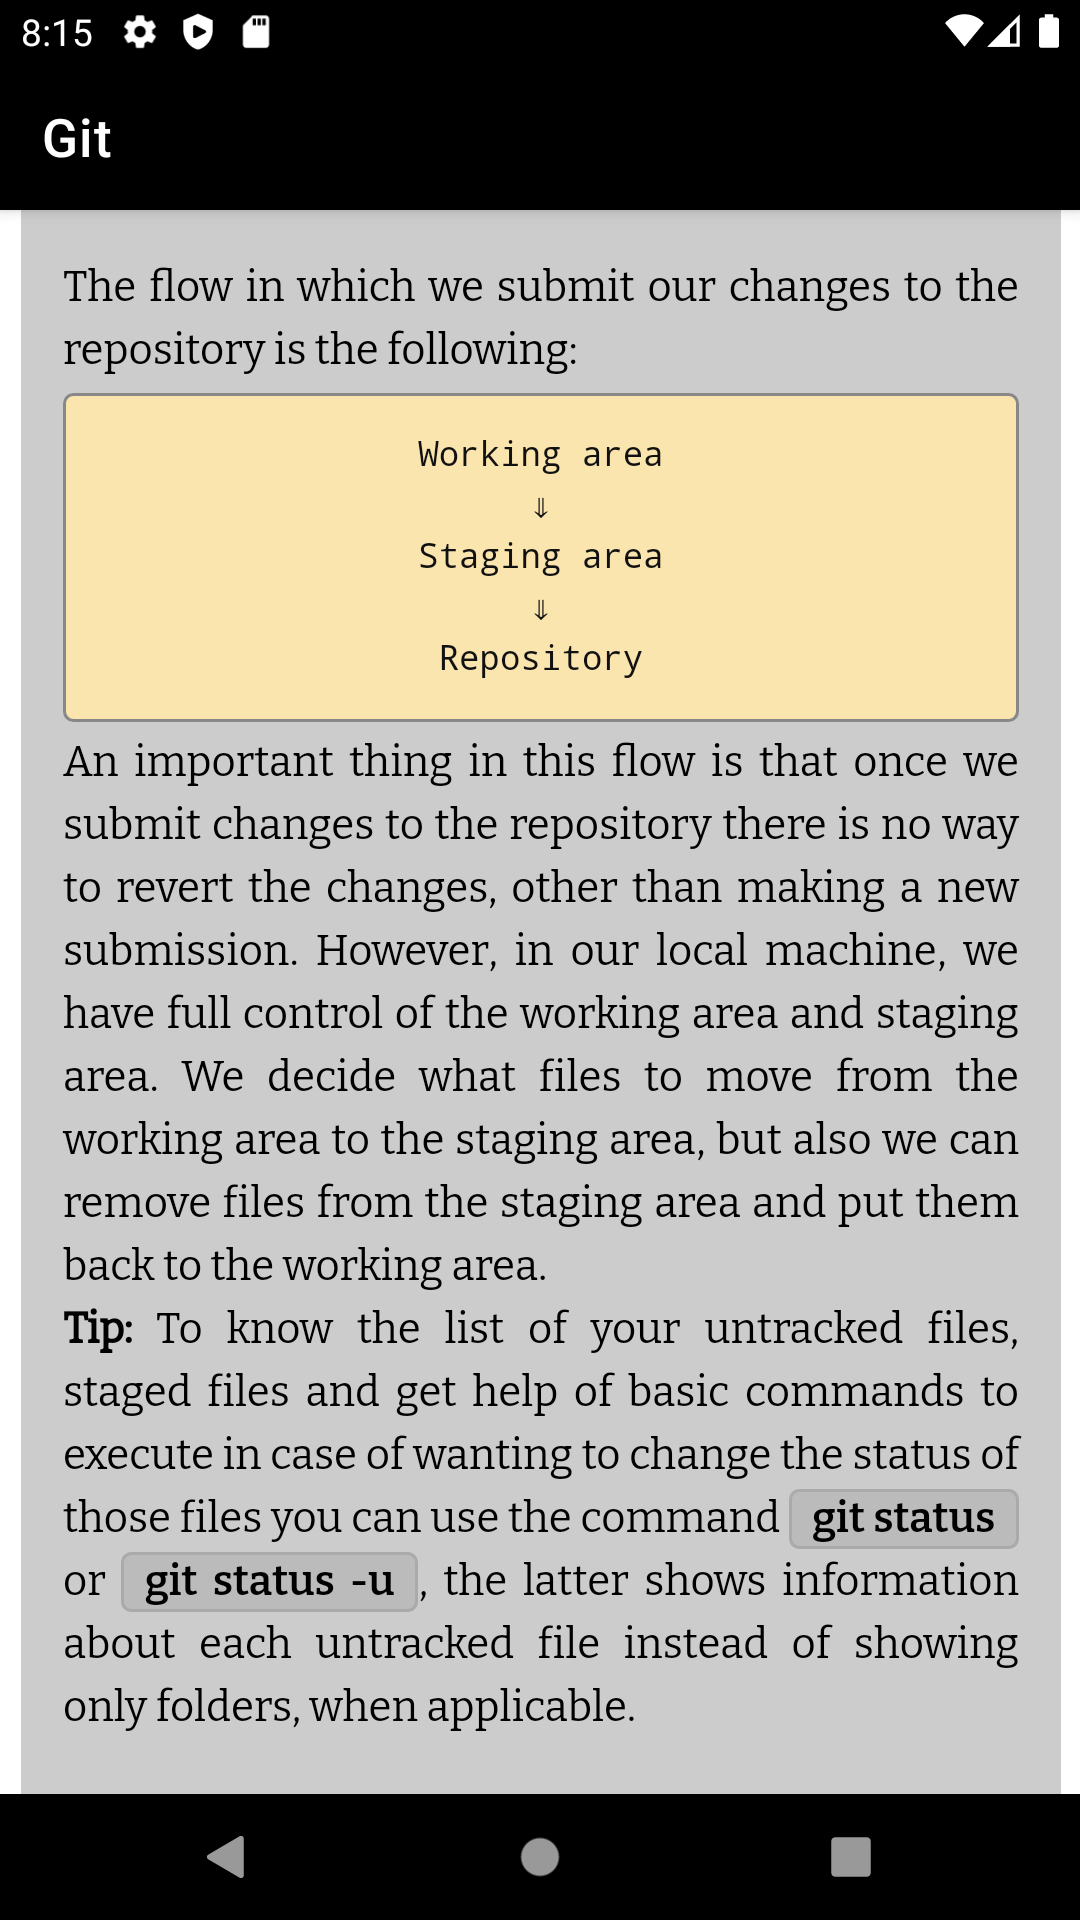 8:15
Git
The flow in which we submit our changes to the
repository is the following:
Working area
⇓
Staging area
⇓
Repository
An important thing in this flow is that once we
submit changes to the repository there is no way
to revert the changes, other than making a new
submission. However, in our local machine, we
have full control of the working area and staging
area. We decide what files to move from the
working area to the staging area, but also we can
remove files from the staging area and put them
back to the working area.
Tip: To know the list of your untracked files,
staged files and get help of basic commands to
execute in case of wanting to change the status of
those files you can use the command git status
or git status -u, the latter shows information
about each untracked file instead of showing
only folders, when applicable.